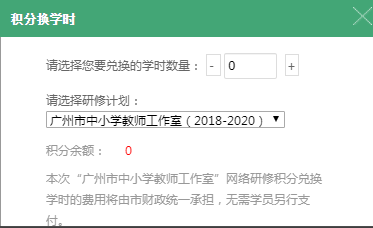 积分换学时
请选择您要兑换的学时数量： - 0 +
请选择研修计划：
广州市中小学教师工作室（2018-2020）
积分余额： 0
本次“广州市中小学教师工作室”网络研修积分兑换
学时的费用将由市财政统一承担，无需学员另行支
付。